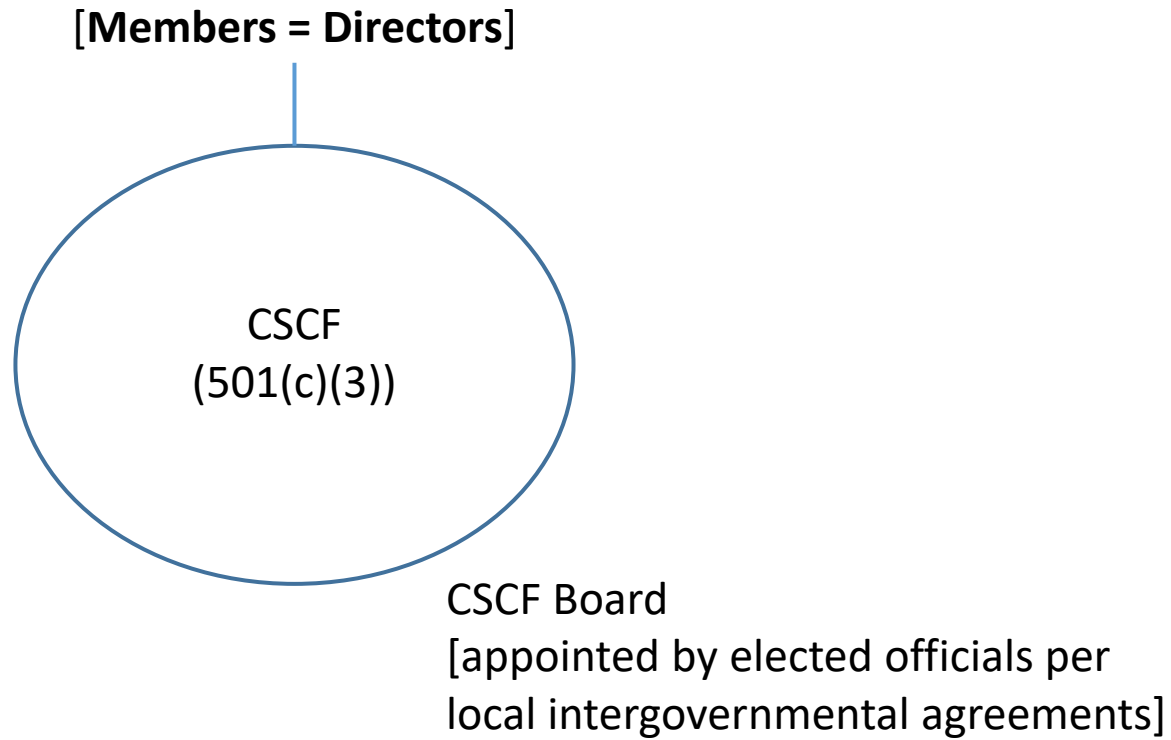 [Members = Directors]
CSCF
(501(c)(3))
CSCF Board
[appointed by elected officials per
local intergovernmental agreements]